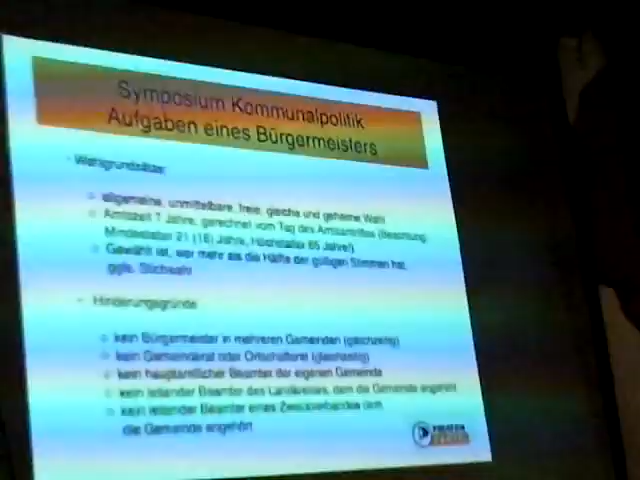 Symposium Kommunalpolitik
Aufgaben eines Bürgermeisters
Wahlgrundsätze:
allgemeine, unmittelbare, freie, gleiche und geheime Wahl
Amtszeit 7 Jahre, gerechnet vom Tag des Amtsantrittes (Beachtung
Mindestalter 21 (18) Jahre, Höchstalter 65 Jahre!)
Gewählt ist, wer mehr als die Hälfte der gültigen Stimmen hat,
ggfs. Stichwahl
Hinderungsgründe
kein Bürgermeister in mehreren Gemeinden (gleichzeitig)
kein Gemeinderat oder Ortschaftsrat (gleichzeitig)
kein hauptamtlicher Beamter der eigenen Gemeinde
kein leitender Beamter des Landkreises, dem die Gemeinde angehört
kein leitender Beamter eines Zweckverbandes dem
die Gemeinde angehört
PIRATEN